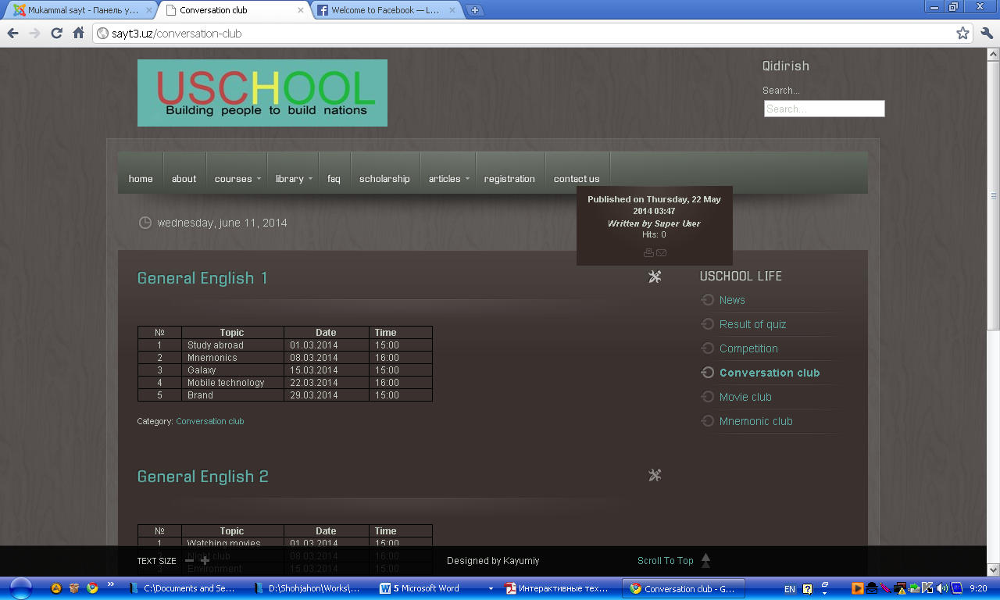 Mukammal sayt - Панель у...
Conversation club
Welcome to Facebook — L...
sayt3.uz/conversation-club
USCHOOL
Building people to build nations
Qidirish
Search...
Search...
home about courses library faq scholarship articles registration contact us
Published on Thursday, 22 May
2014 03:47
Written by Super User
Hits: 0
wednesday, june 11, 2014
General English 1
№ Topic Date Time
1 Study abroad 01.03.2014 15:00
2 Mnemonics 08.03.2014 16:00
3 Galaxy 15.03.2014 15:00
4 Mobile technology 22.03.2014 16:00
5 Brand 29.03.2014 15:00
Category: Conversation club
USCHOOL LIFE
News
Result of quiz
Competition
Conversation club
Movie club
Mnemonic club
General English 2
№ Topic Date Time
1 Watching movies 01.03.2014 15:00
2 Night club 08.03.2014 16:00
3 Environment 15.03.2014 15:00
TEXT SIZE
Designed by Kayumiy
Scroll To Top
C:\Documents and Se...
D:\Shohjahon\Works\...
5 Microsoft Word
Интерактивные тех...
Conversation club - G...
EN
9:20